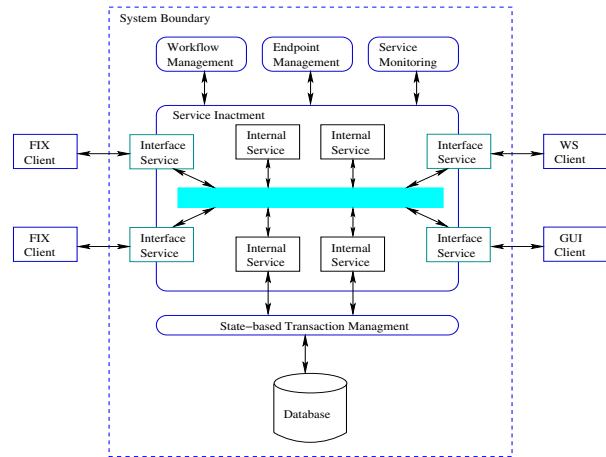 System Boundary
Workflow
Management
Endpoint
Management
Service
Monitoring
Service Inactment
FIX
Client
Interface
Service
Internal
Service
Internal
Service
Interface
Service
WS
Client
FIX
Client
Interface
Service
Internal
Service
Internal
Service
Interface
Service
GUI
Client
State−based Transaction Managment
Database